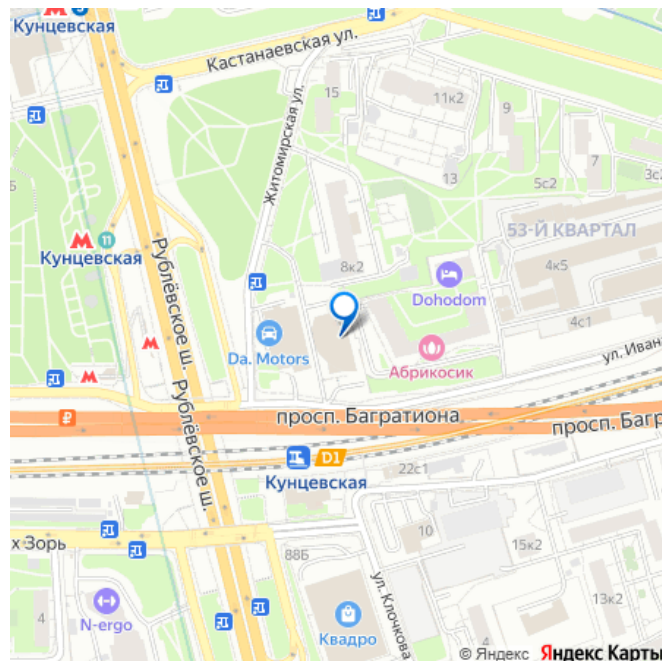 Кунцевская
Кастанаевская ул.
15
11к2
9
Житомирская ул.
13
7
5с2
3с2
53-Й КВАРТАЛ
11
Кунцевская
8к2
4к5
Dohodom
4с1
Рублёвское ш.
Da. Motors
Абрикосик
ул. Ивана
Рублёвское ш.
просп. Багратиона
просп. Багр
D1
Кунцевская
22с1
х Зорь
10
88Б
15к2
ул. Клочкова
4
N-ergo
Квадро
13к2
© Яндекс Яндекс Карты